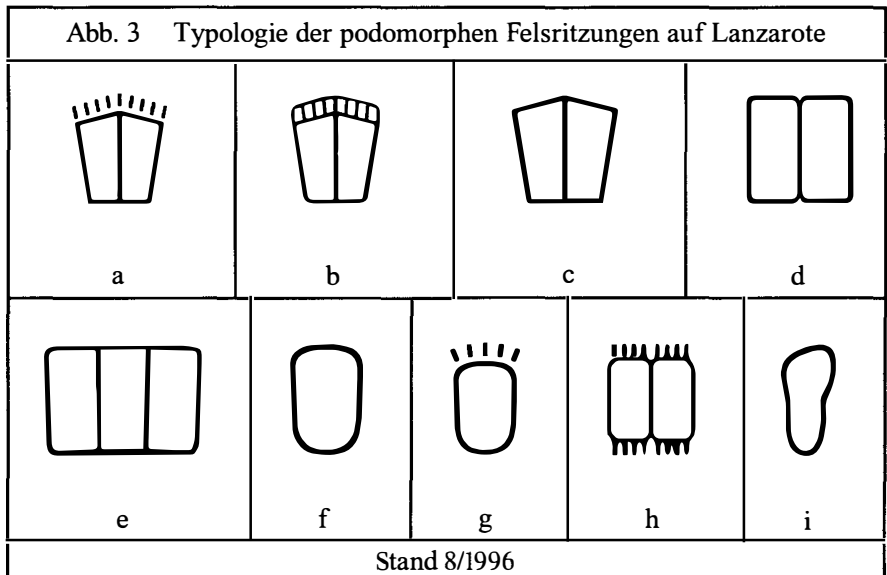 Abb. 3 Typologie der podomorphen Felsritzungen auf Lanzarote
a b c d
e f g h i
Stand 8/1996